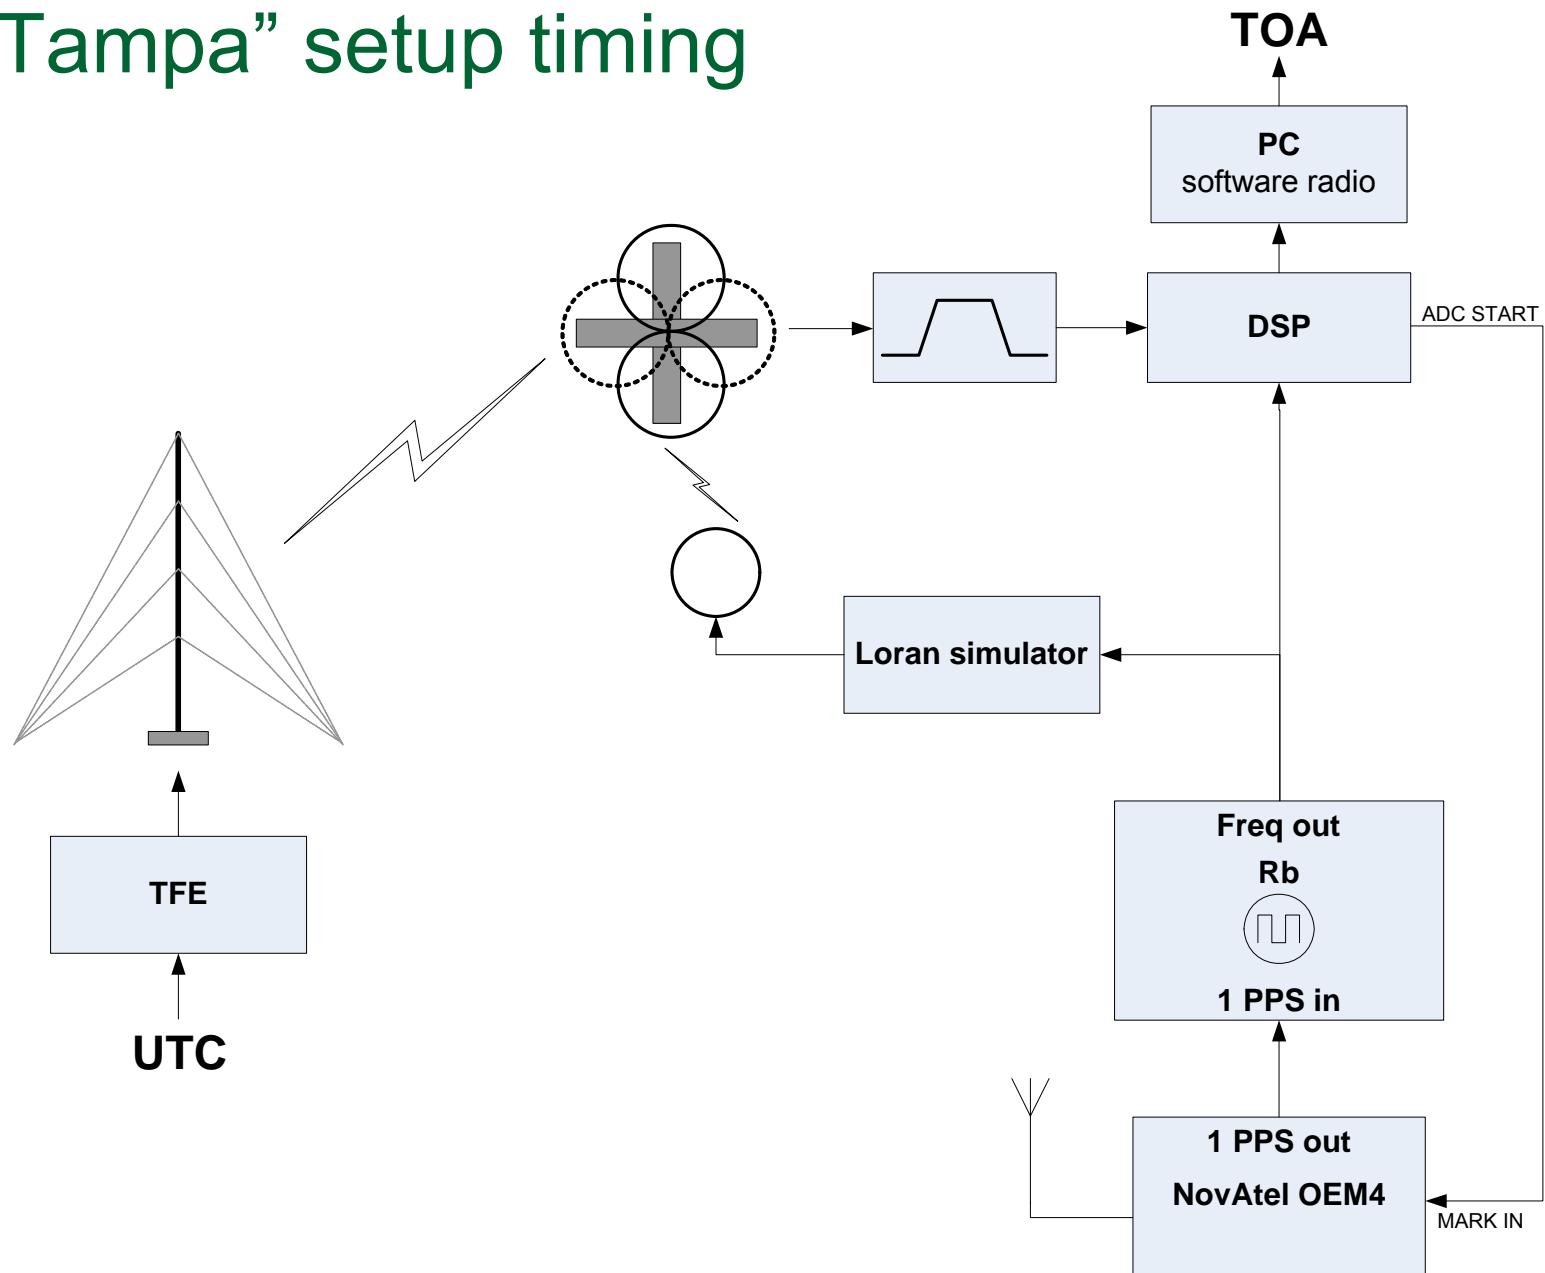 Tampa” setup timing
TOA
PC
software radio
DSP
ADC START
Loran simulator
Freq out
Rb
1 PPS in
TFE
UTC
1 PPS out
NovAtel OEM4
MARK IN